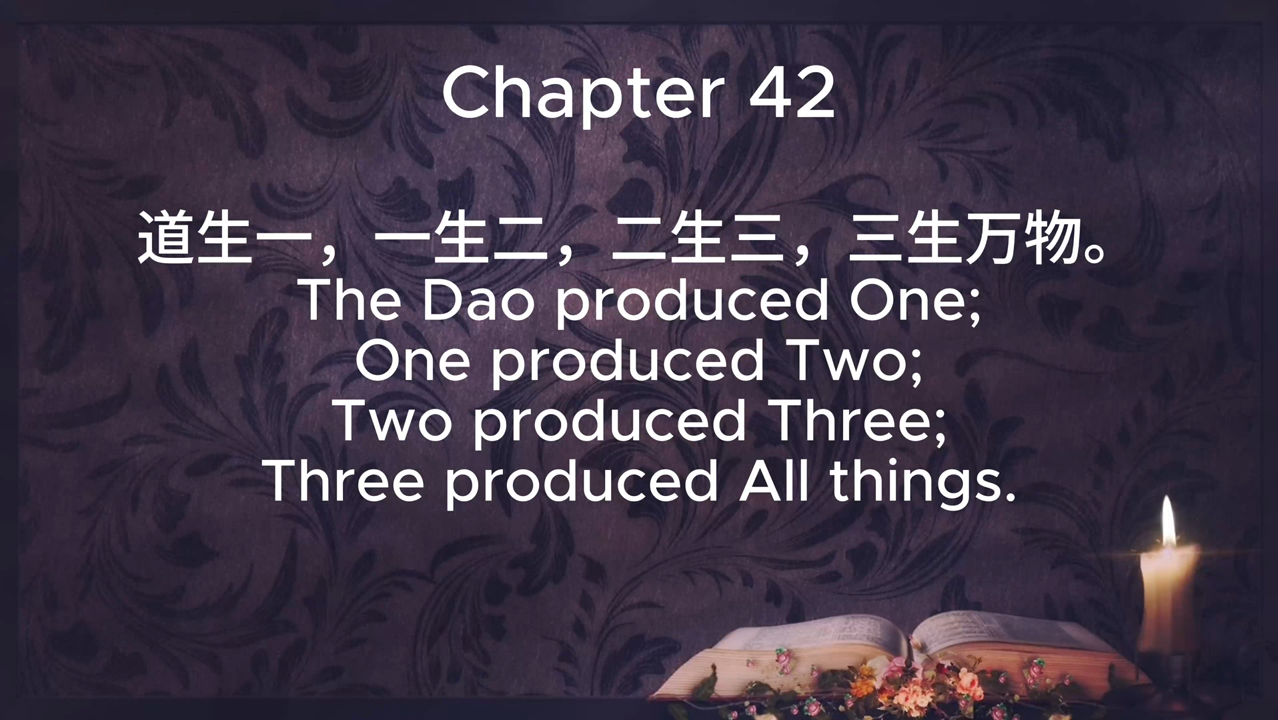 Chapter 42
道生一，一生二，二生三，三生万物。
The Dao produced One;
One produced Two;
Two produced Three;
Three produced All things.